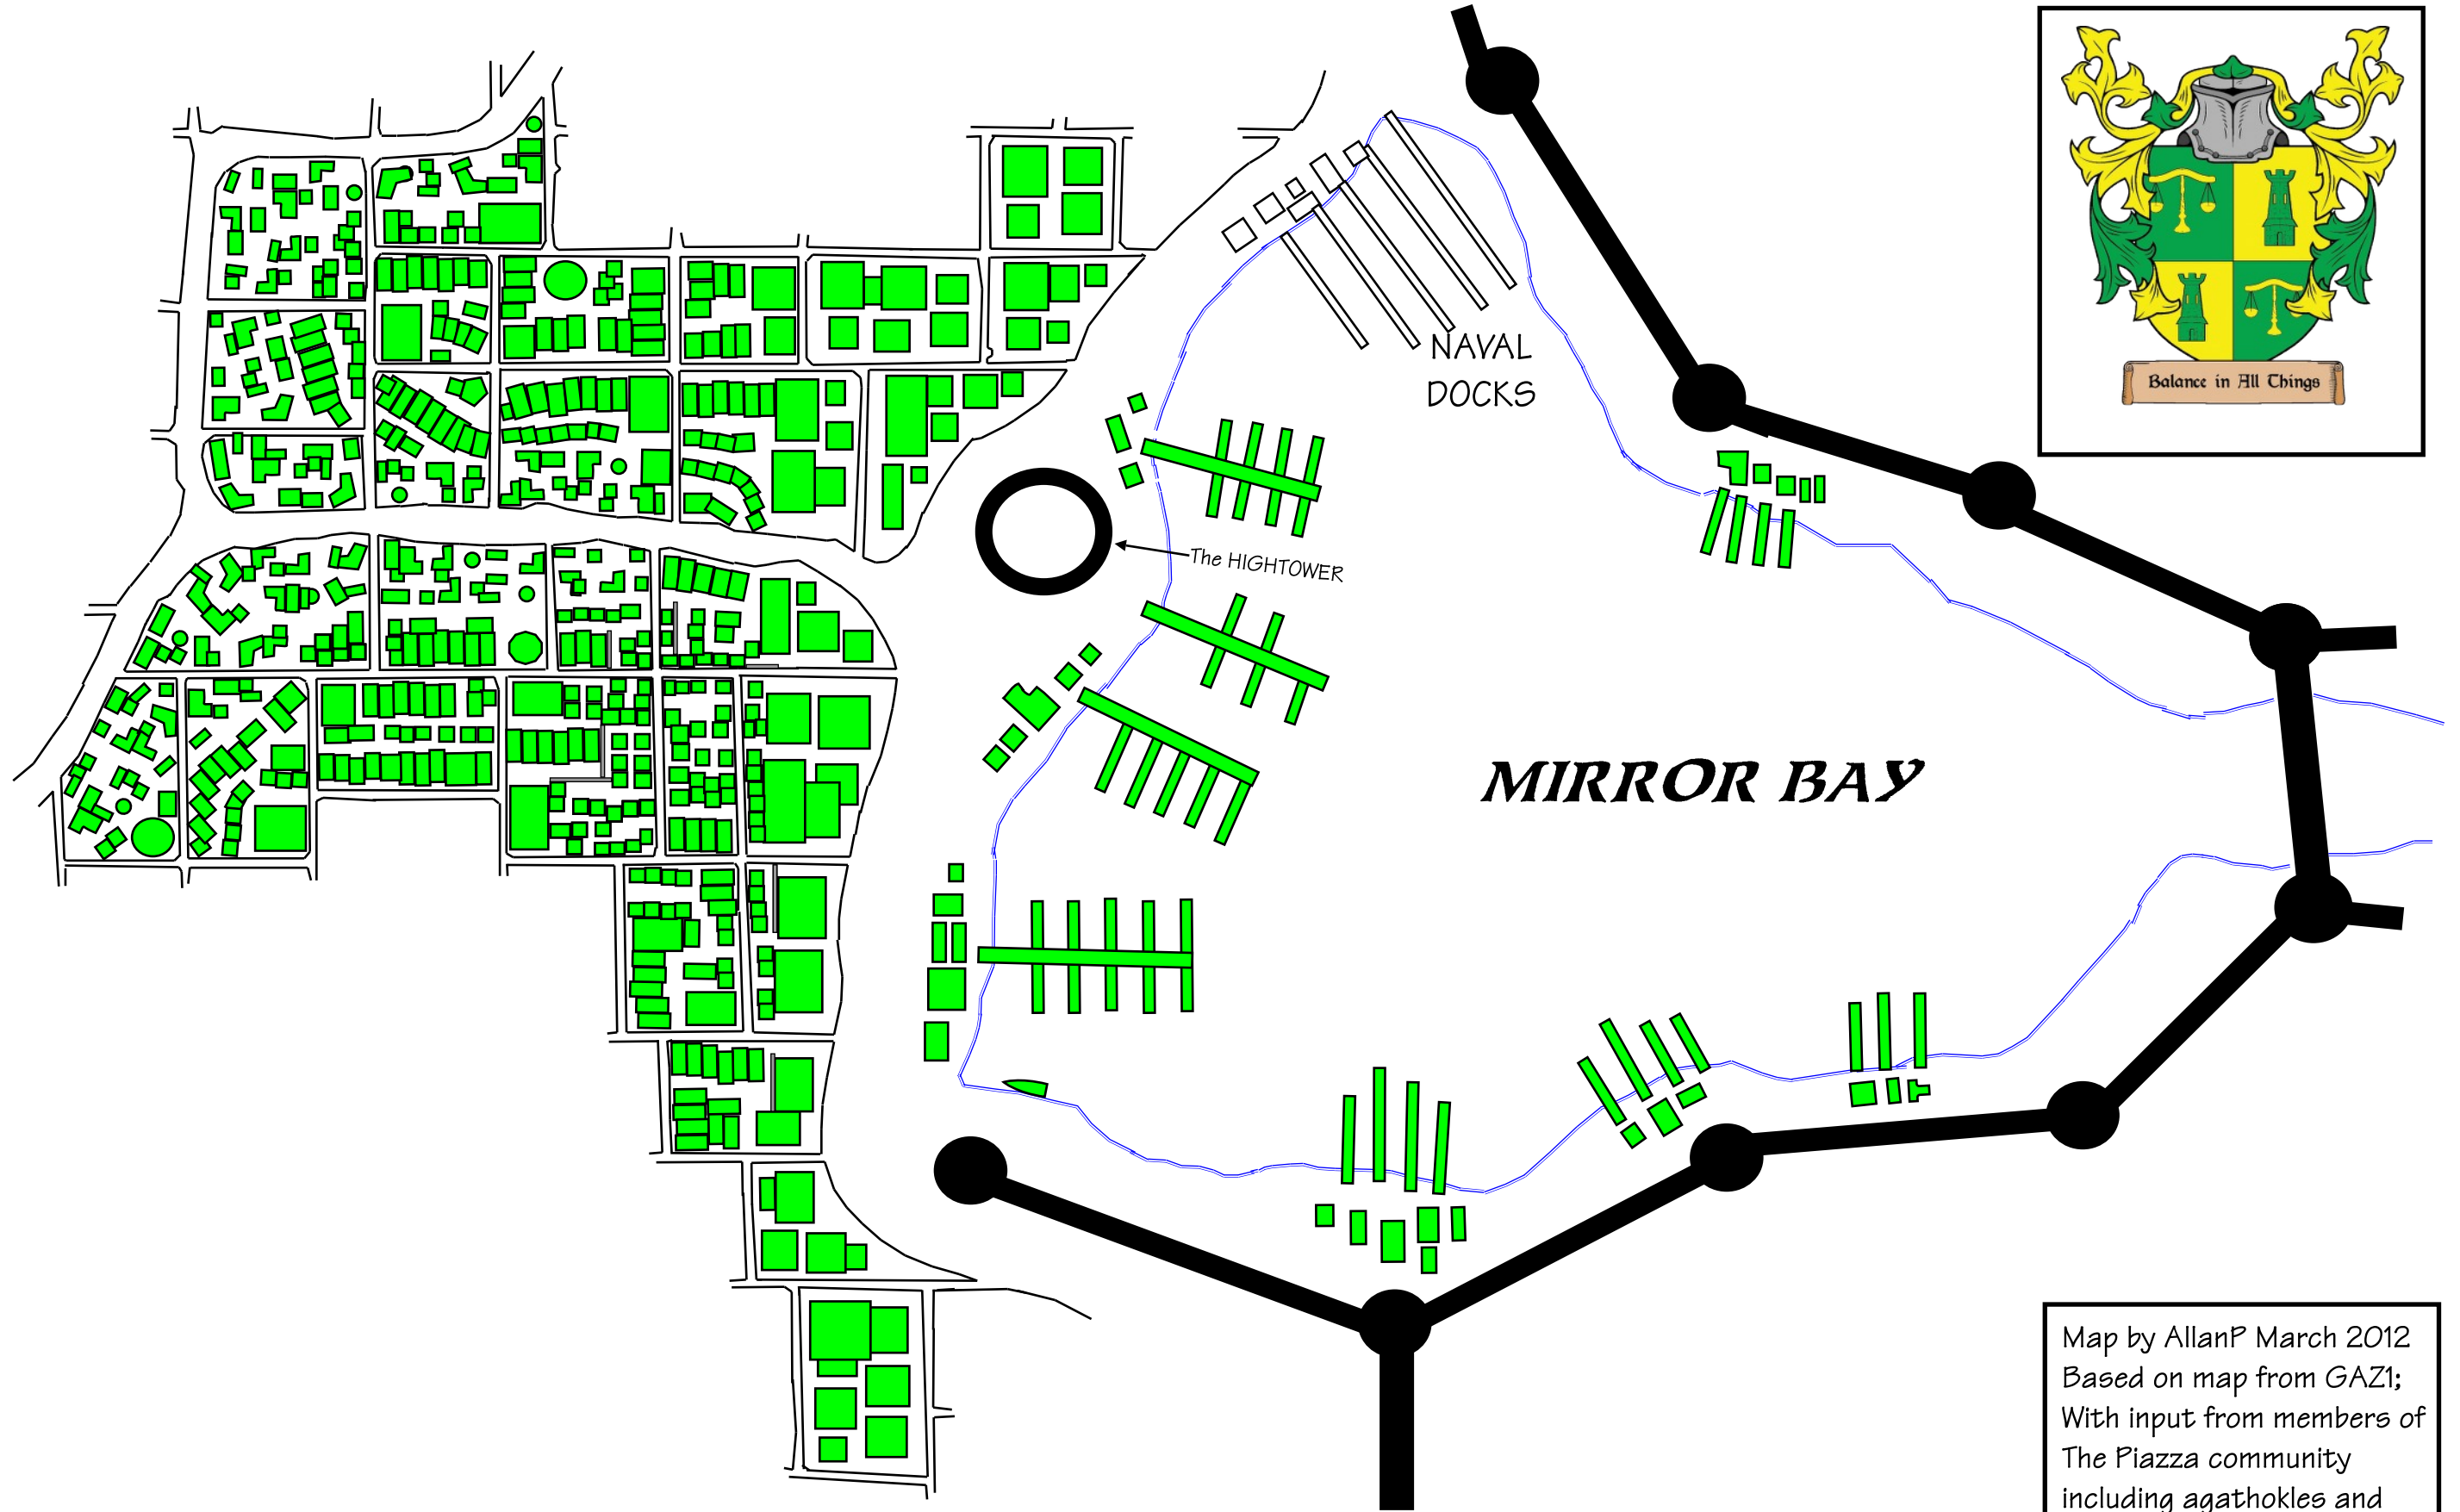 Balance in All Things
NAVAL
DOCKS
The HIGHTOWER
MIRROR BAY
Map by AllanP March 2012
Based on map from GAZ1;
With input from members of
The Piazza community
including agathokles and